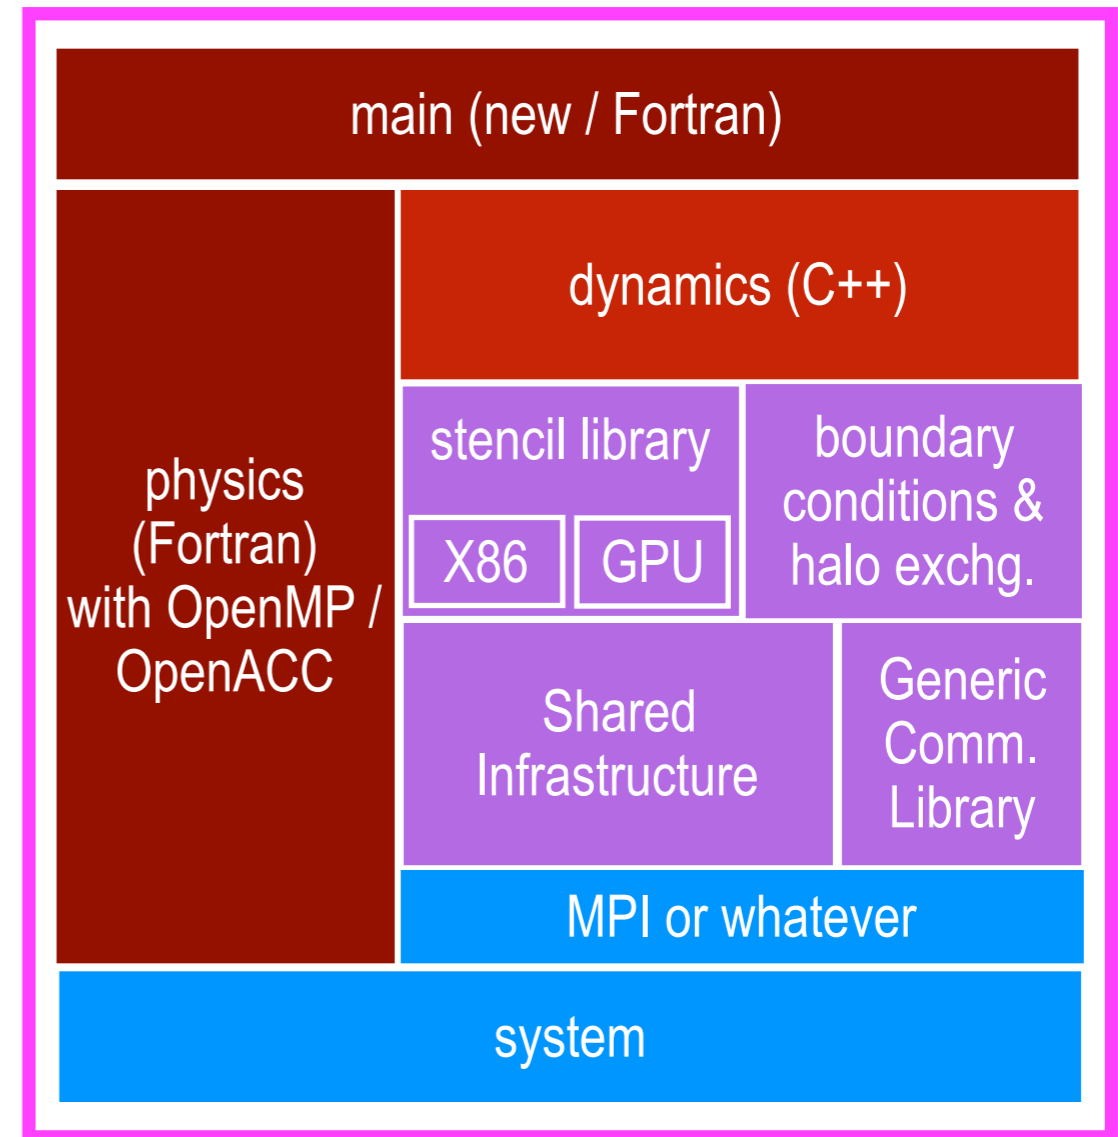 main (new / Fortran)
dynamics (C++)
physics
(Fortran)
with OpenMP /
OpenACC
stencil library
X86
GPU
boundary
conditions &
halo exchg.
Shared
Infrastructure
Generic
Comm.
Library
MPI or whatever
system